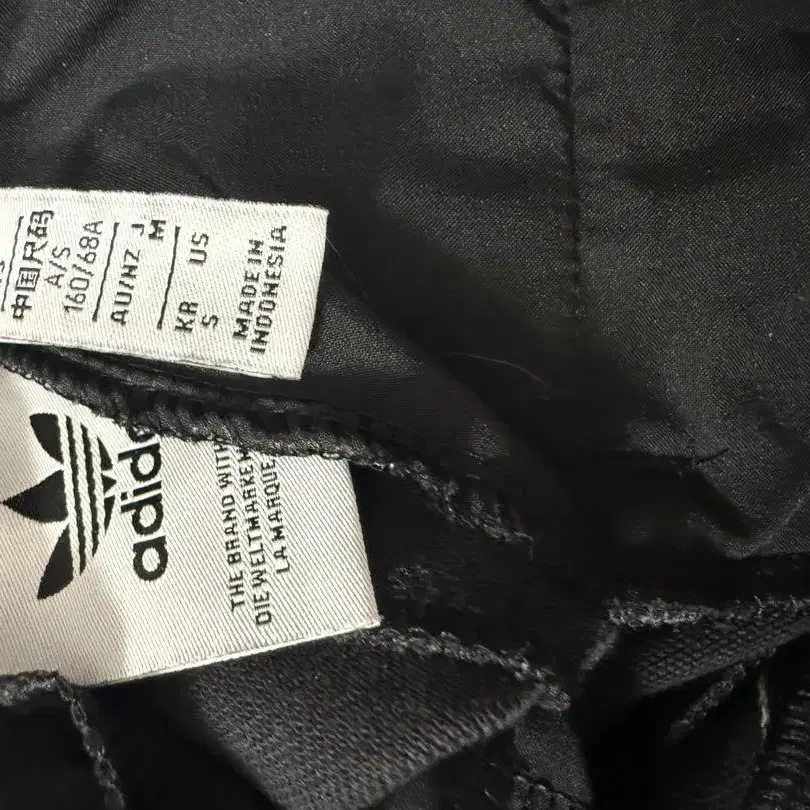 中国尺码
A/S
160/68A
AU/NZ J
M
KR US
S
MADE IN
INDONESIA
adida
THE BRAND WITH
DIE WELTMARKE
LA MARQUE